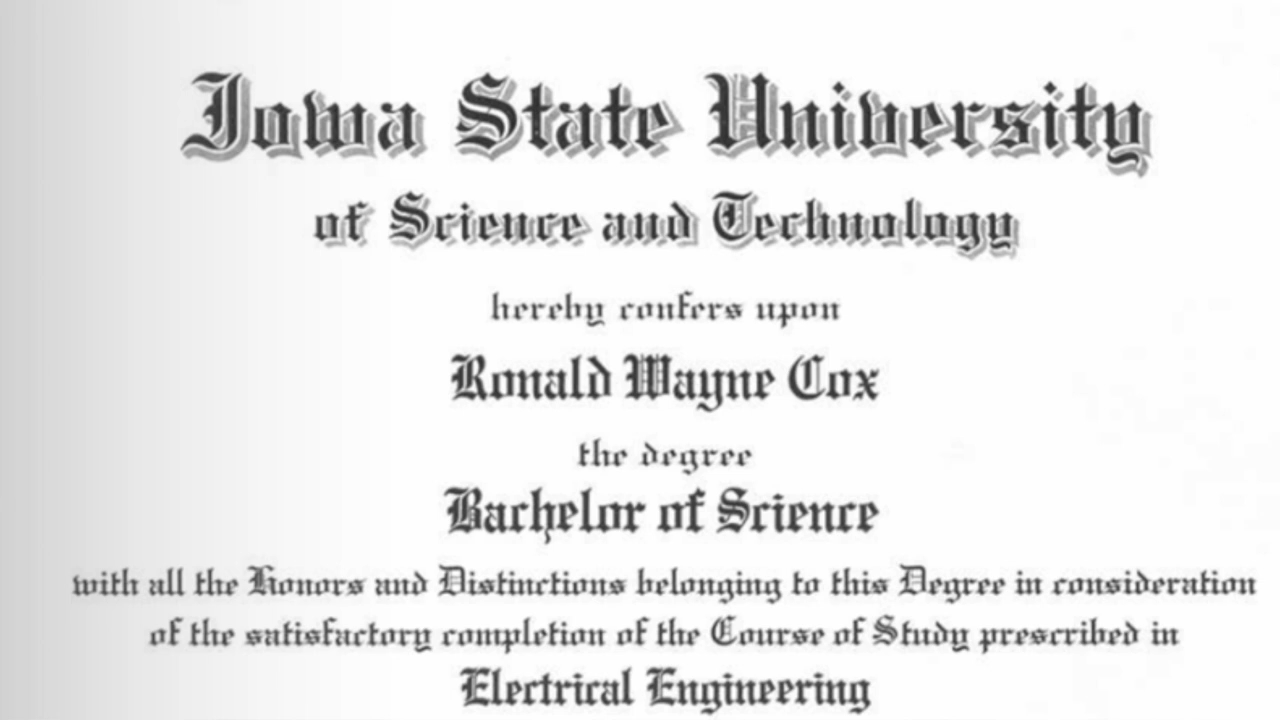 Iowa State University
of Science and Technology
hereby confers upon
Ronald Wayne Cox
the degree
Bachelor of Science
with all the Honors and Distinctions belonging to this Degree in consideration
of the satisfactory completion of the Course of Study prescribed in
Electrical Engineering